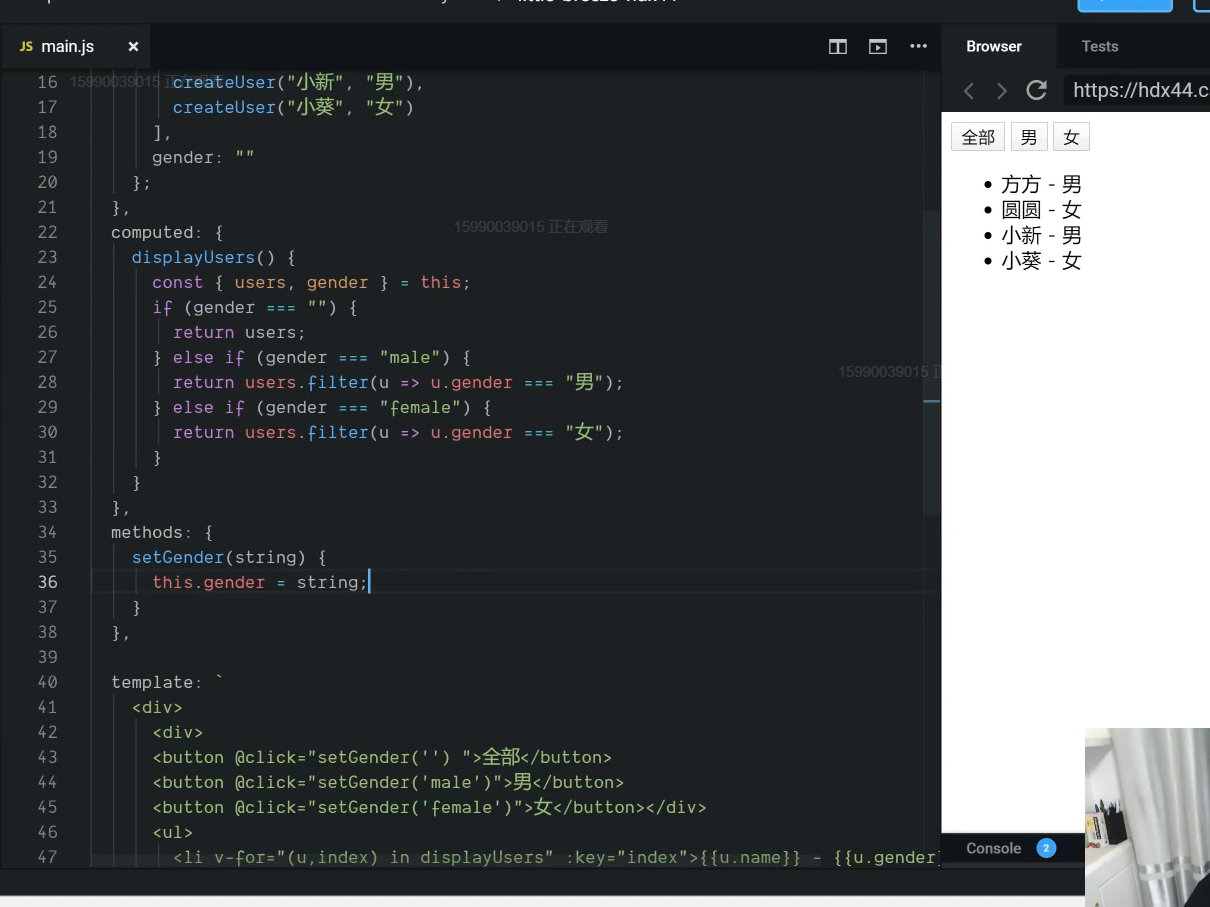 JS main.js ×
Browser
Tests
https://hdx44.c
16 createUser("小新", "男"),
17 createUser("小葵", "女")
18 ],
19 gender: ""
20 };
21 },
22 computed: {
23 displayUsers() {
24 const { users, gender } = this;
25 if (gender === "") {
26 return users;
27 } else if (gender === "male") {
28 return users.filter(u => u.gender === "男");
29 } else if (gender === "female") {
30 return users.filter(u => u.gender === "女");
31 }
32 }
33 },
34 methods: {
35 setGender(string) {
36 this.gender = string;
37 }
38 },
39
40 template: `
41 <div>
42 <div>
43 <button @click="setGender('') ">全部</button>
44 <button @click="setGender('male')">男</button>
45 <button @click="setGender('female')">女</button></div>
46 <ul>
47 <li v-for="(u,index) in displayUsers" :key="index">{{u.name}} - {{u.gender
15990039015 正在观看
15990039015 正在观看
15990039015 正
全部 男 女
• 方方 - 男
• 圆圆 - 女
• 小新 - 男
• 小葵 - 女
Console 2